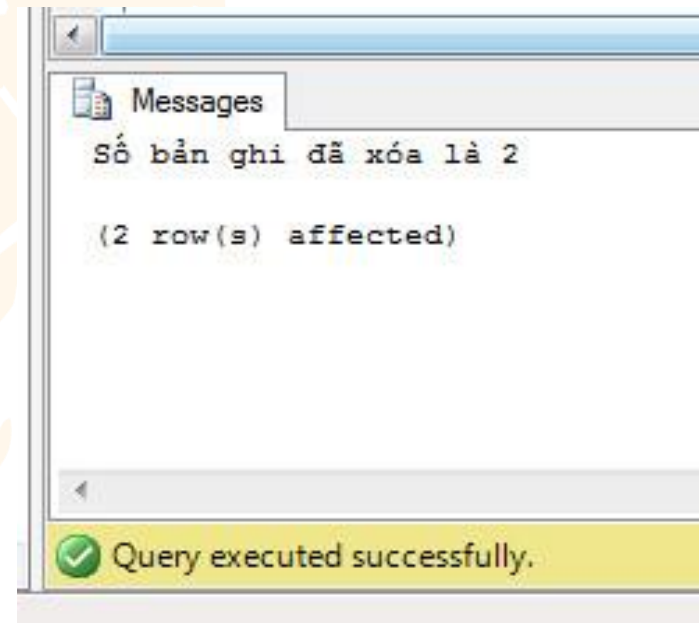 Messages
Số bản ghi đã xóa là 2
(2 row(s) affected)
Query executed successfully.